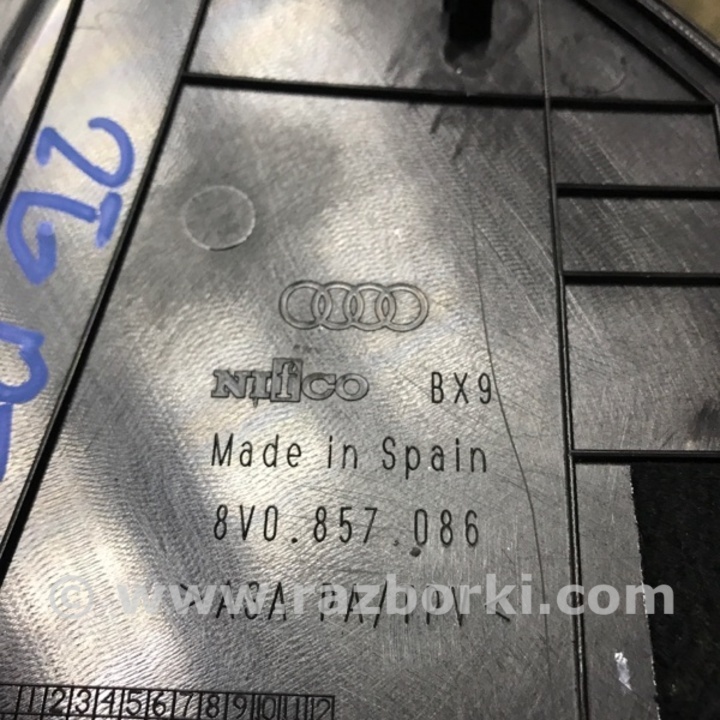 26
NIfCO BX9
Made in Spain
8V0.857.086
© www.razborki.com
1 2 3 4 5 6 7 8 9 10 11 12